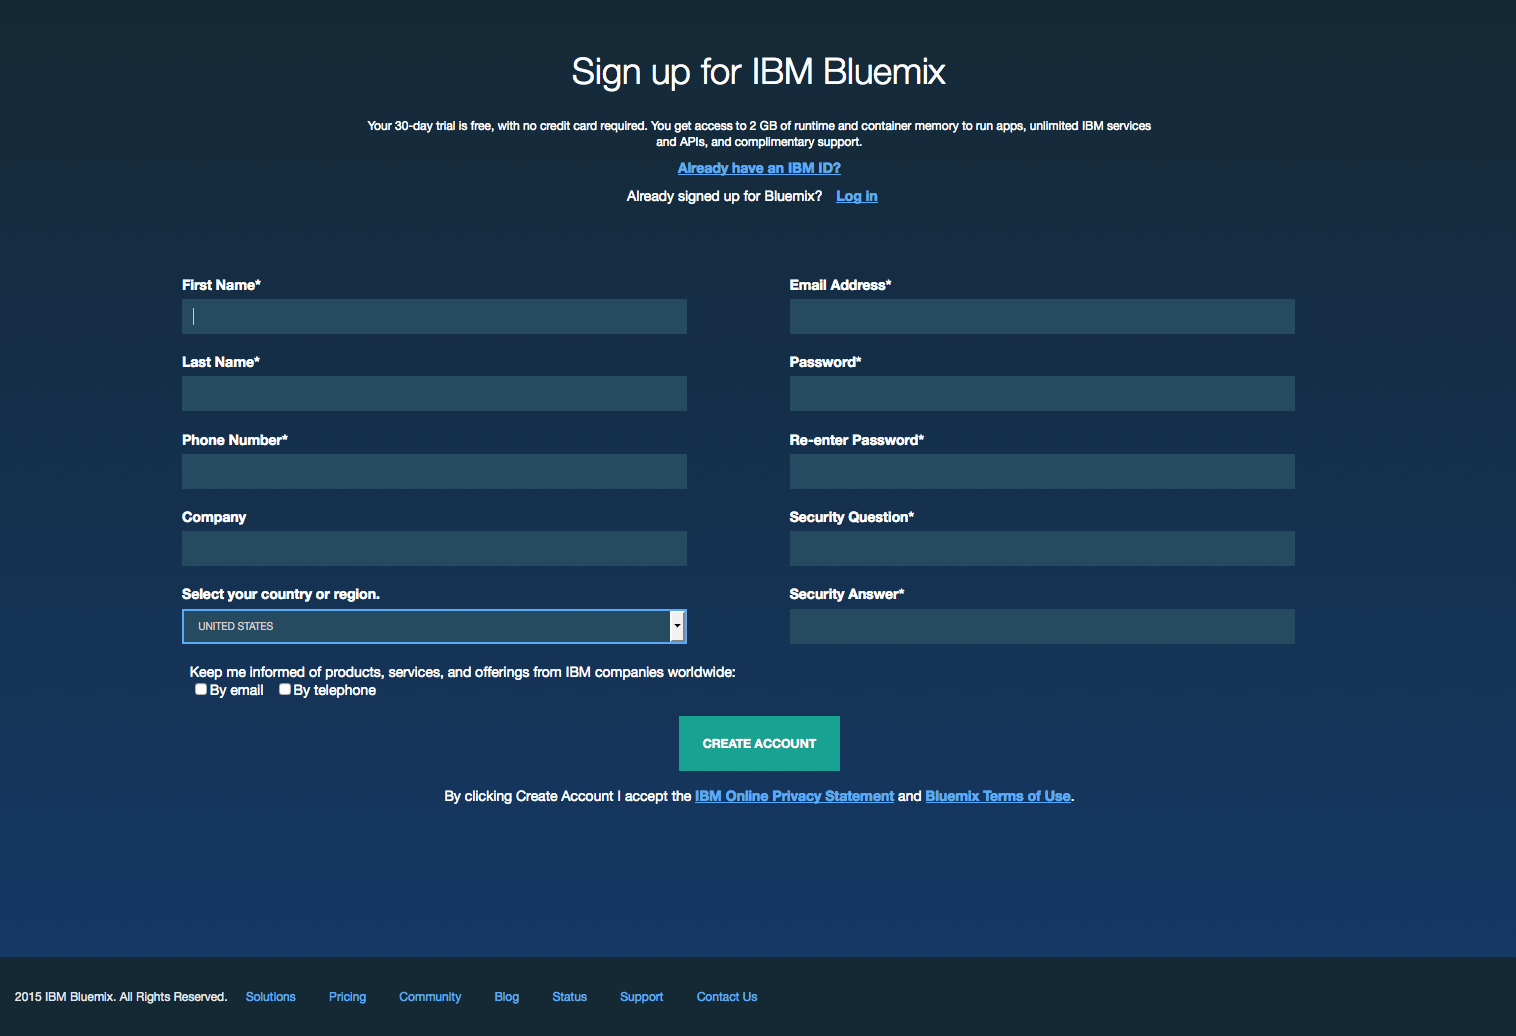 Sign up for IBM Bluemix
Your 30-day trial is free, with no credit card required. You get access to 2 GB of runtime and container memory to run apps, unlimited IBM services
and APIs, and complimentary support.
Already have an IBM ID?
Already signed up for Bluemix? Log in
First Name*
Last Name*
Phone Number*
Company
Select your country or region.
UNITED STATES
Email Address*
Password*
Re-enter Password*
Security Question*
Security Answer*
Keep me informed of products, services, and offerings from IBM companies worldwide:
By email By telephone
CREATE ACCOUNT
By clicking Create Account I accept the IBM Online Privacy Statement and Bluemix Terms of Use.
2015 IBM Bluemix. All Rights Reserved. Solutions Pricing Community Blog Status Support Contact Us